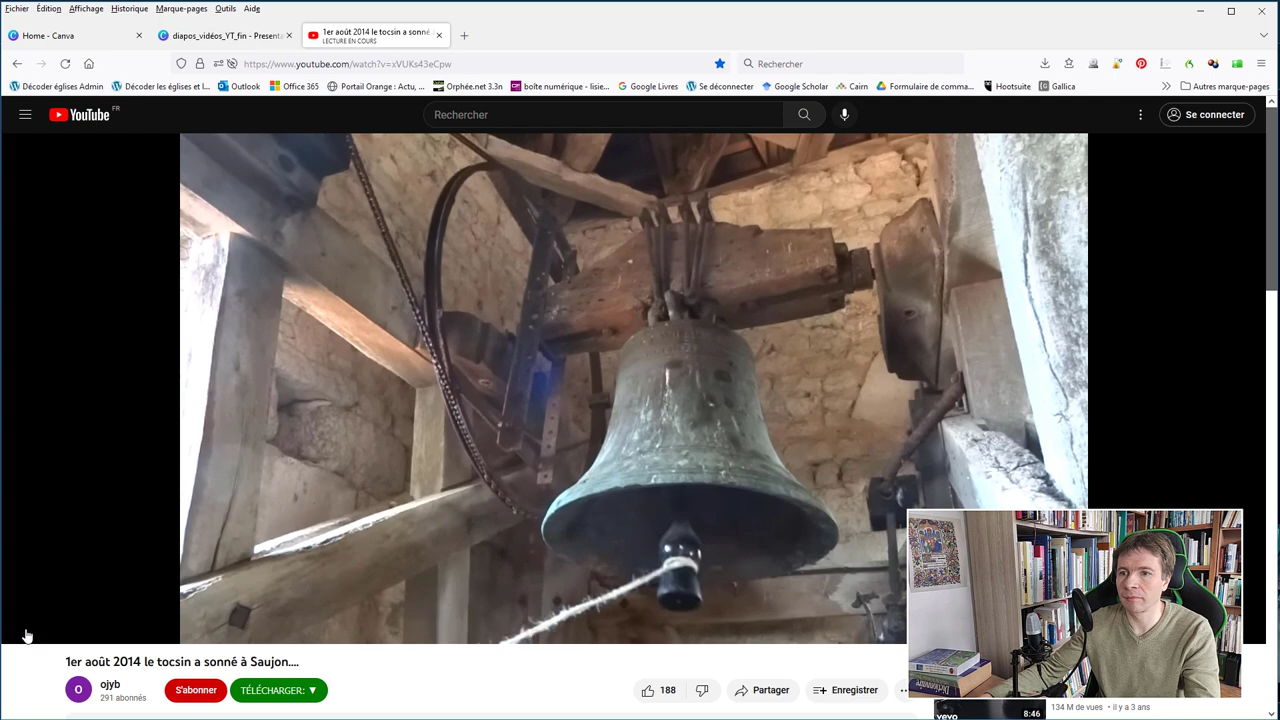 Fichier Édition Affichage Historique Marque-pages Outils Aide
Home - Canva diapos_vidéos_YT_fin - Présenta 1er août 2014 le tocsin a sonné
LECTURE EN COURS
https://www.youtube.com/watch?v=xVUKs43eCpw Rechercher
Décoder églises Admin Décoder les églises et l... Outlook Office 365 Portail Orange : Actu, ... Orphée.net 3.3n boîte numérique - lisie... Google Livres Se déconnecter Google Scholar Cairn Formulaire de comma... Hootsuite Gallica Autres marque-pages
YouTube FR Rechercher Se connecter
1er août 2014 le tocsin a sonné à Saujon....
O ojyb
291 abonnés
S'abonner TÉLÉCHARGER: ▼ 188 Partager Enregistrer ...
vevo 8:46 134 M de vues • il y a 3 ans